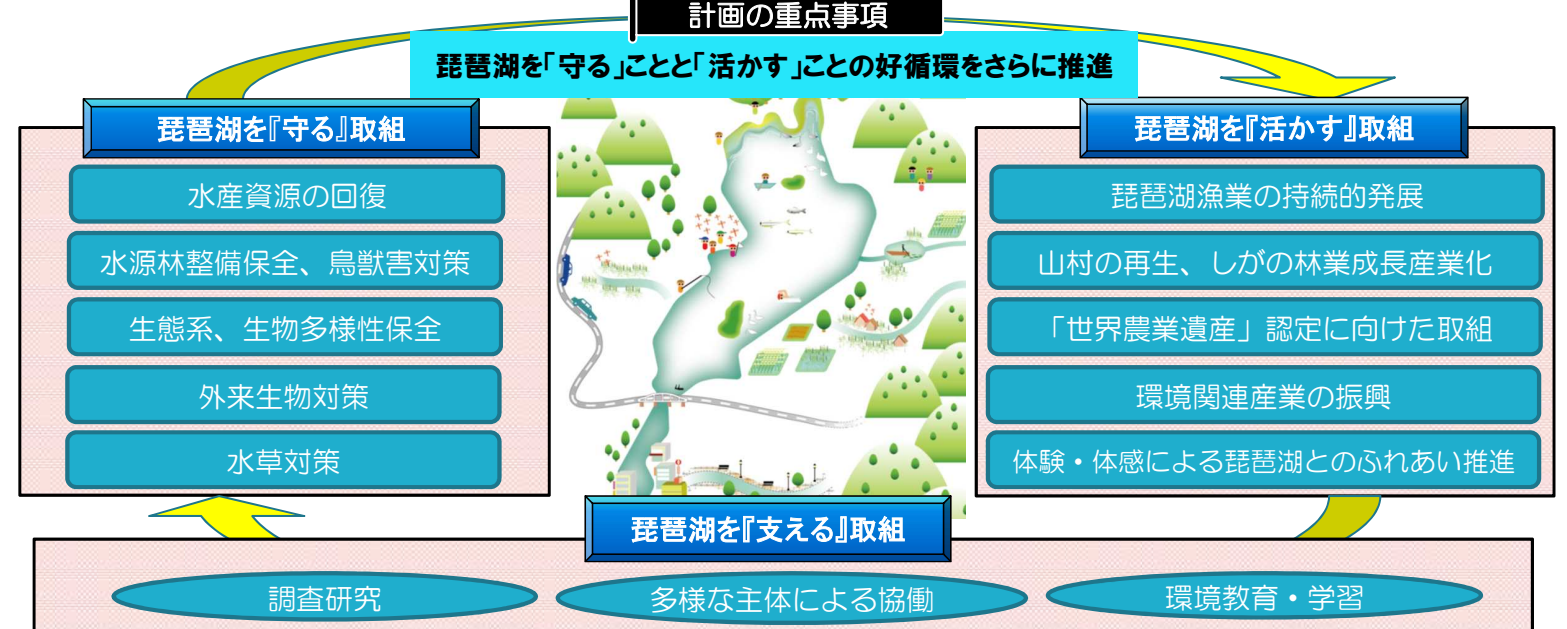 計画の重点事項
琵琶湖を「守る」ことと「活かす」ことの好循環をさらに推進
琵琶湖を『守る』取組
水産資源の回復
水源林整備保全、鳥獣害対策
生態系、生物多様性保全
外来生物対策
水草対策
琵琶湖を『活かす』取組
琵琶湖漁業の持続的発展
山村の再生、しがの林業成長産業化
「世界農業遺産」認定に向けた取組
環境関連産業の振興
体験・体感による琵琶湖とのふれあい推進
琵琶湖を『支える』取組
調査研究
多様な主体による協働
環境教育・学習